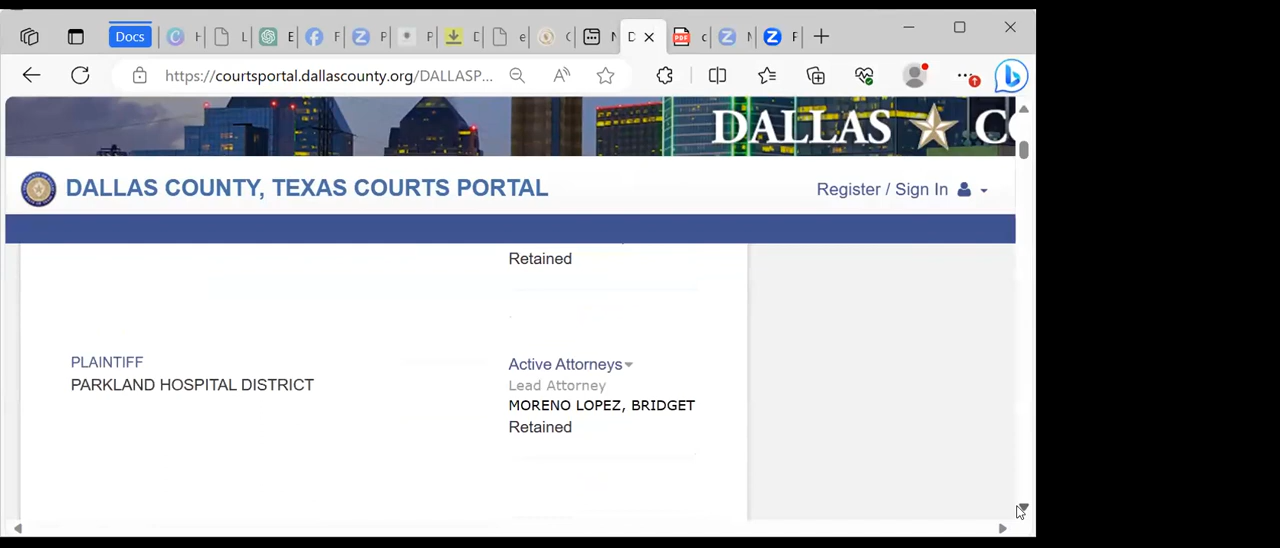 Docs
H
L
E
F
P
P
D
e
C
N
D
c
N
F
https://courtsportal.dallascounty.org/DALLASP...
DALLAS CO
DALLAS COUNTY, TEXAS COURTS PORTAL
Register / Sign In
Retained
PLAINTIFF
Active Attorneys
PARKLAND HOSPITAL DISTRICT
Lead Attorney
MORENO LOPEZ, BRIDGET
Retained